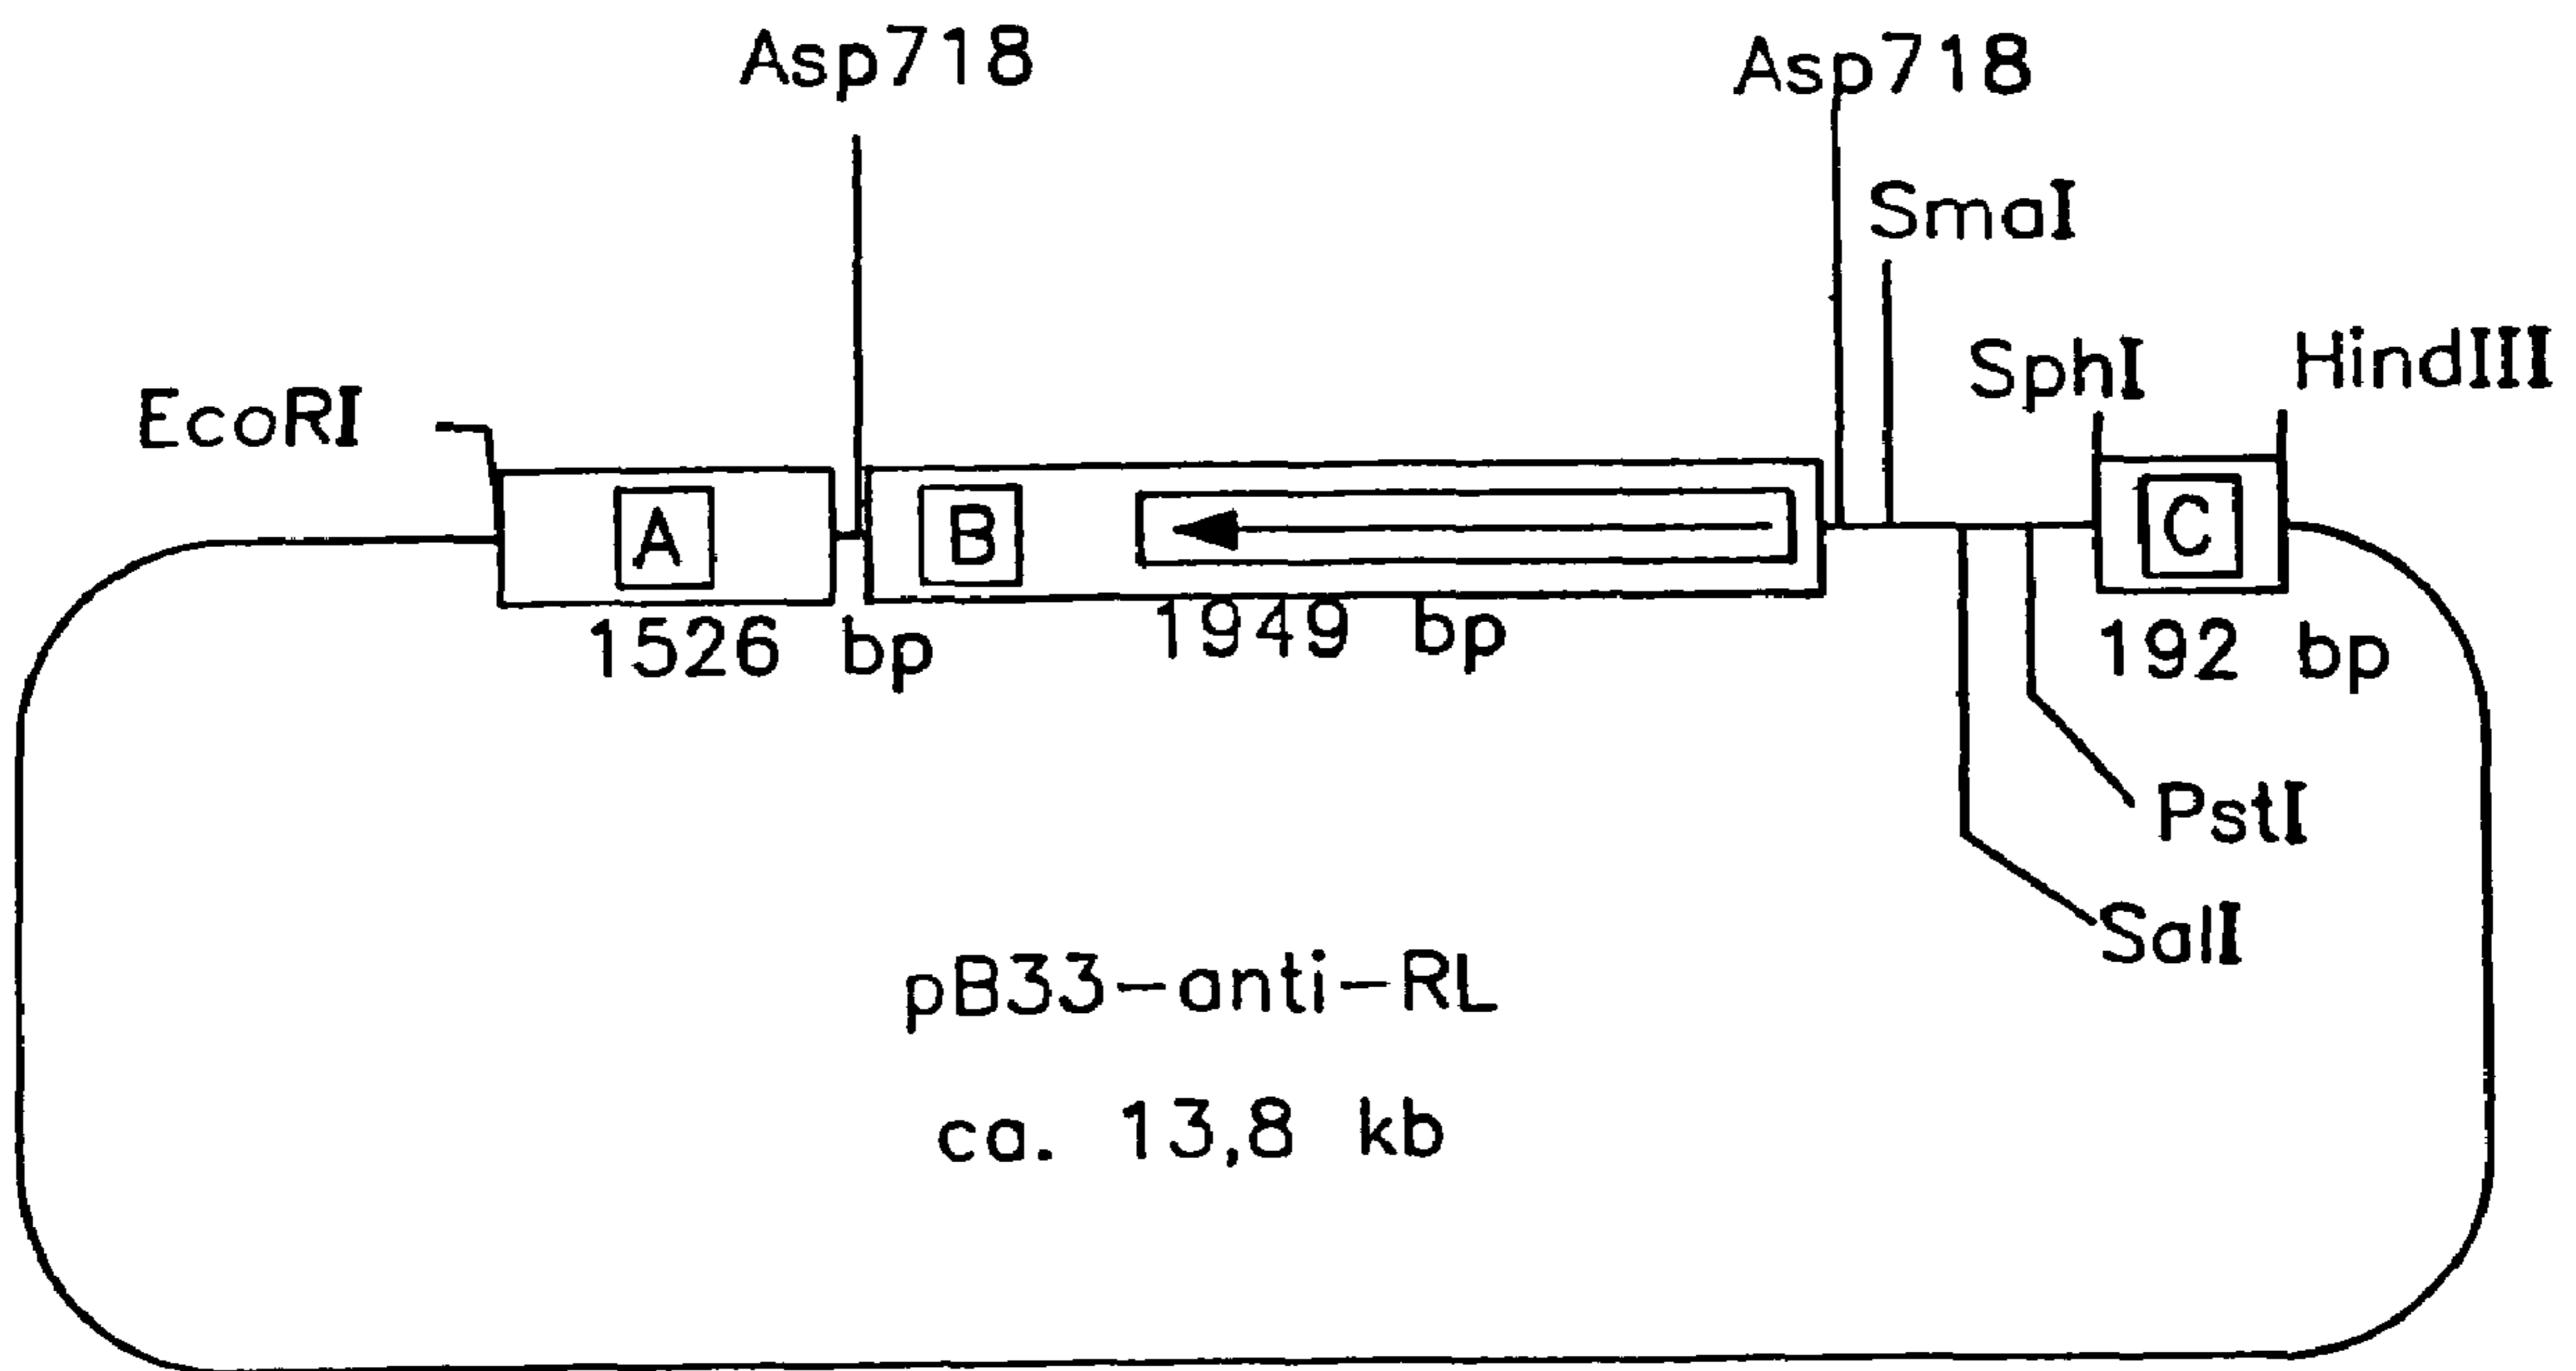 Asp718
Asp718
SmaI
SphI
HindIII
EcoRI
A
B
C
1526 bp
1949 bp
192 bp
PstI
SalI
pB33-anti-RL
ca. 13,8 kb